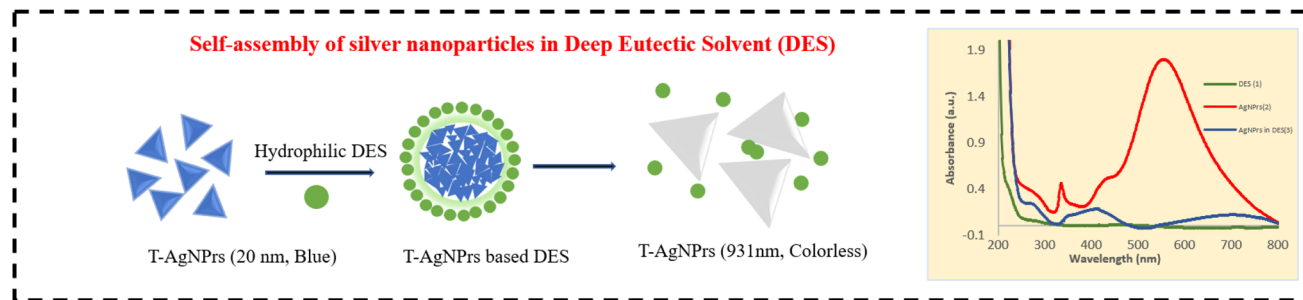 Self-assembly of silver nanoparticles in Deep Eutectic Solvent (DES)
Hydrophilic DES
T-AgNPrs (20 nm, Blue)
T-AgNPrs based DES
T-AgNPrs (931nm, Colorless)
1.9
1.4
0.9
0.4
-0.1
Absorbance (a.u.)
DES (1)
AgNPrs(2)
AgNPrs in DES(3)
200 300 400 500 600 700 800
Wavelength (nm)